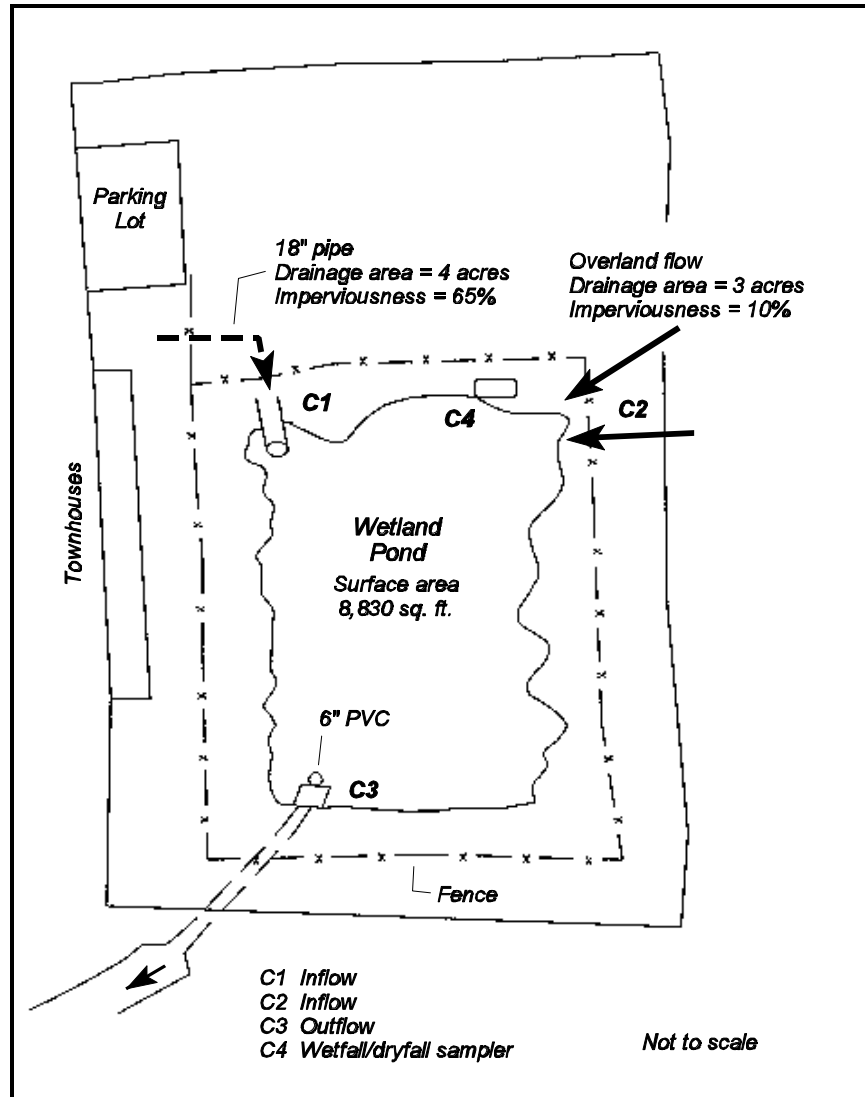 Parking
Lot
18" pipe
Drainage area = 4 acres
Imperviousness = 65%
Overland flow
Drainage area = 3 acres
Imperviousness = 10%
C1
C4
C2
Townhouses
Wetland
Pond
Surface area
8,830 sq. ft.
6" PVC
C3
Fence
C1 Inflow
C2 Inflow
C3 Outflow
C4 Wetfall/dryfall sampler
Not to scale